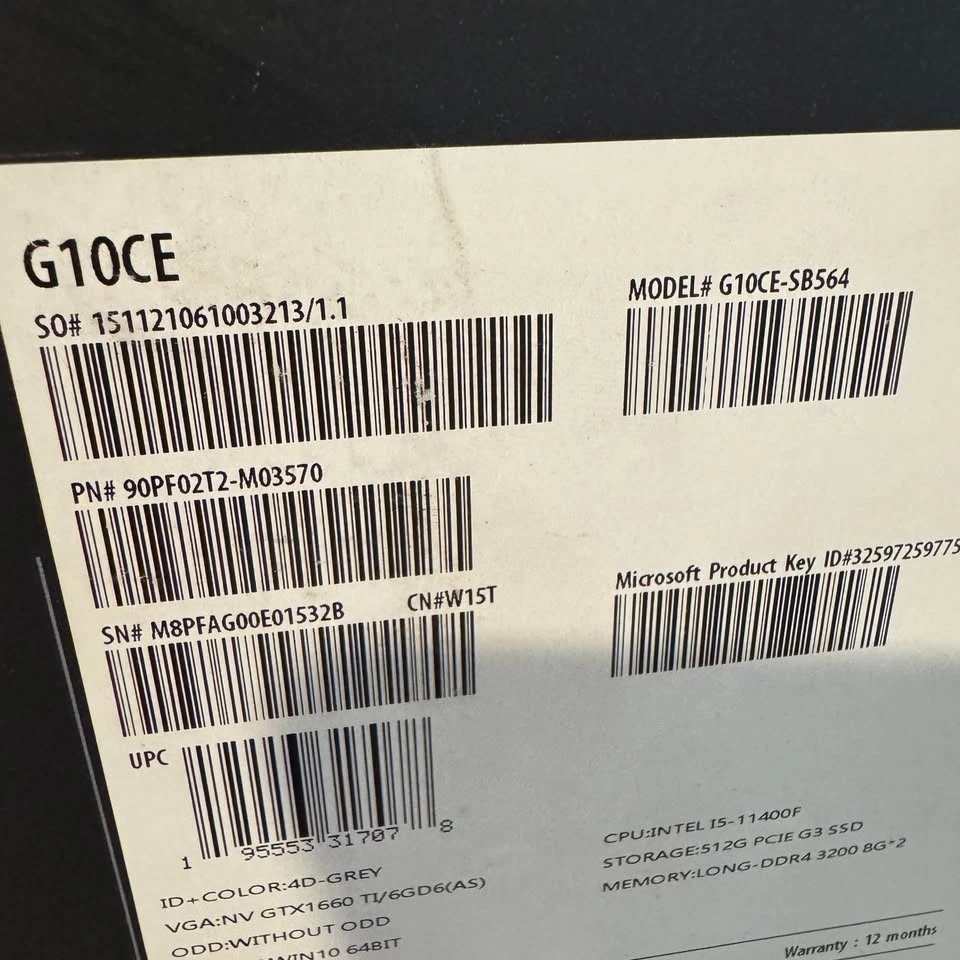 G10CE
SO# 151121061003213/1.1
MODEL# G10CE-SB564
PN# 90PF02T2-M03570
Microsoft Product Key ID#32597259775
SN# M8PFAG00E01532B CN#W15T
UPC
1 95553 31707 8
ID+COLOR:4D-GREY
VGA:NV GTX1660 TI/6GD6(AS)
ODD:WITHOUT ODD
WIN10 64BIT
CPU:INTEL I5-11400F
STORAGE:512G PCIE G3 SSD
MEMORY:LONG-DDR4 3200 8G*2
Warranty : 12 months